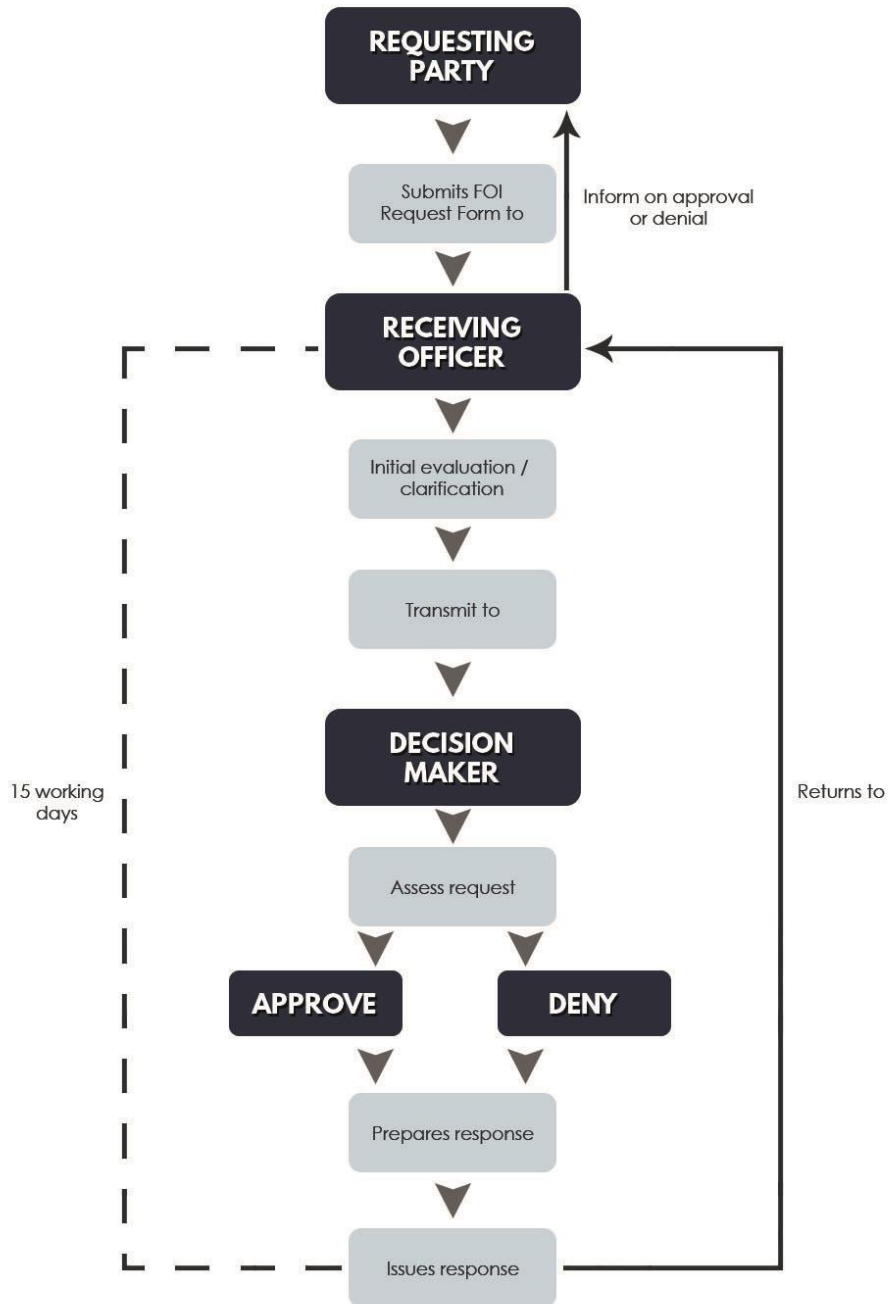 REQUESTING
PARTY
Submits FOI
Request Form to
Inform on approval
or denial
RECEIVING
OFFICER
Initial evaluation /
clarification
Transmit to
DECISION
MAKER
15 working
days
Returns to
Assess request
APPROVE
DENY
Prepares response
Issues response